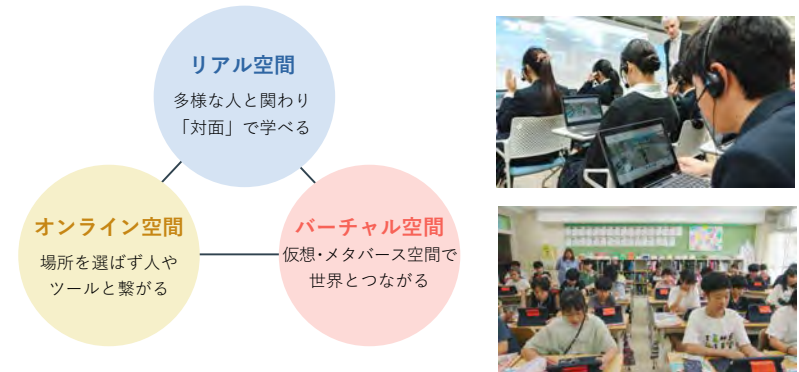 リアル空間
多様な人と関わり
「対面」で学べる
オンライン空間
場所を選ばず人や
ツールと繋がる
バーチャル空間
仮想・メタバース空間で
世界とつながる